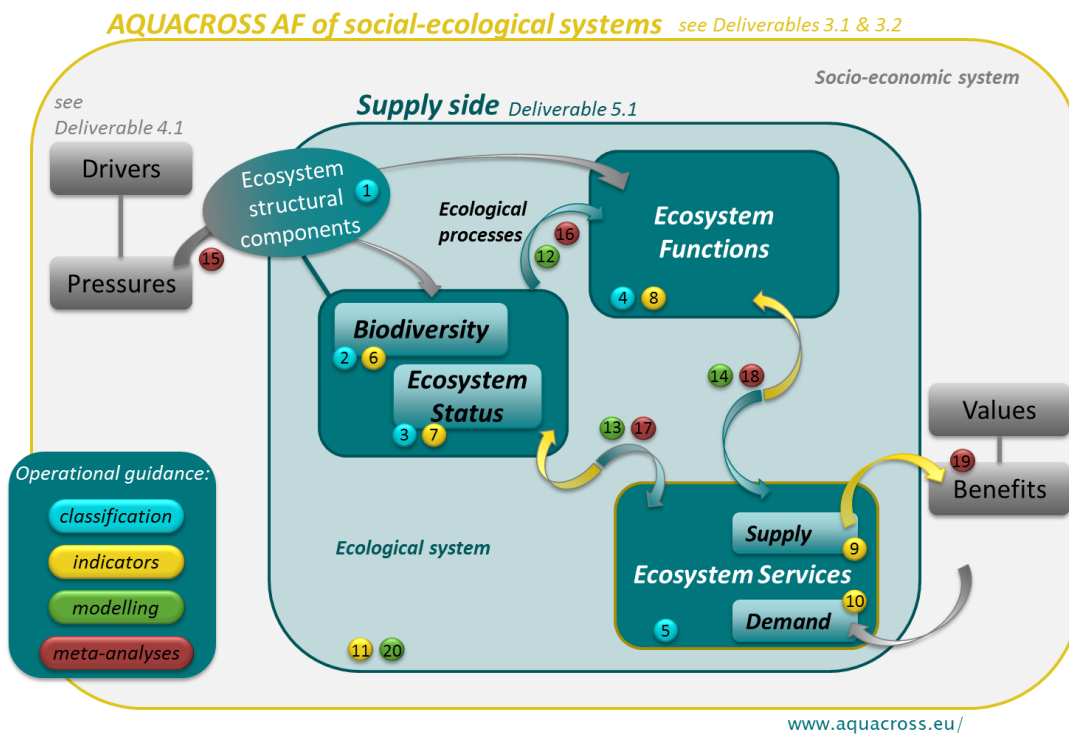 AQUACROSS AF of social-ecological systems see Deliverables 3.1 & 3.2
Socio-economic system
see
Deliverable 4.1
Supply side Deliverable 5.1
Drivers
Pressures
15
Ecosystem
structural
components
1
Ecological
processes
16
12
Ecosystem
Functions
4 8
Biodiversity
2 6
Ecosystem
Status
3 7
14 18
13 17
Values
19
Benefits
Supply
9
Ecosystem Services
10
Demand
5
Ecological system
11 20
Operational guidance:
classification
indicators
modelling
meta-analyses
www.aquacross.eu/